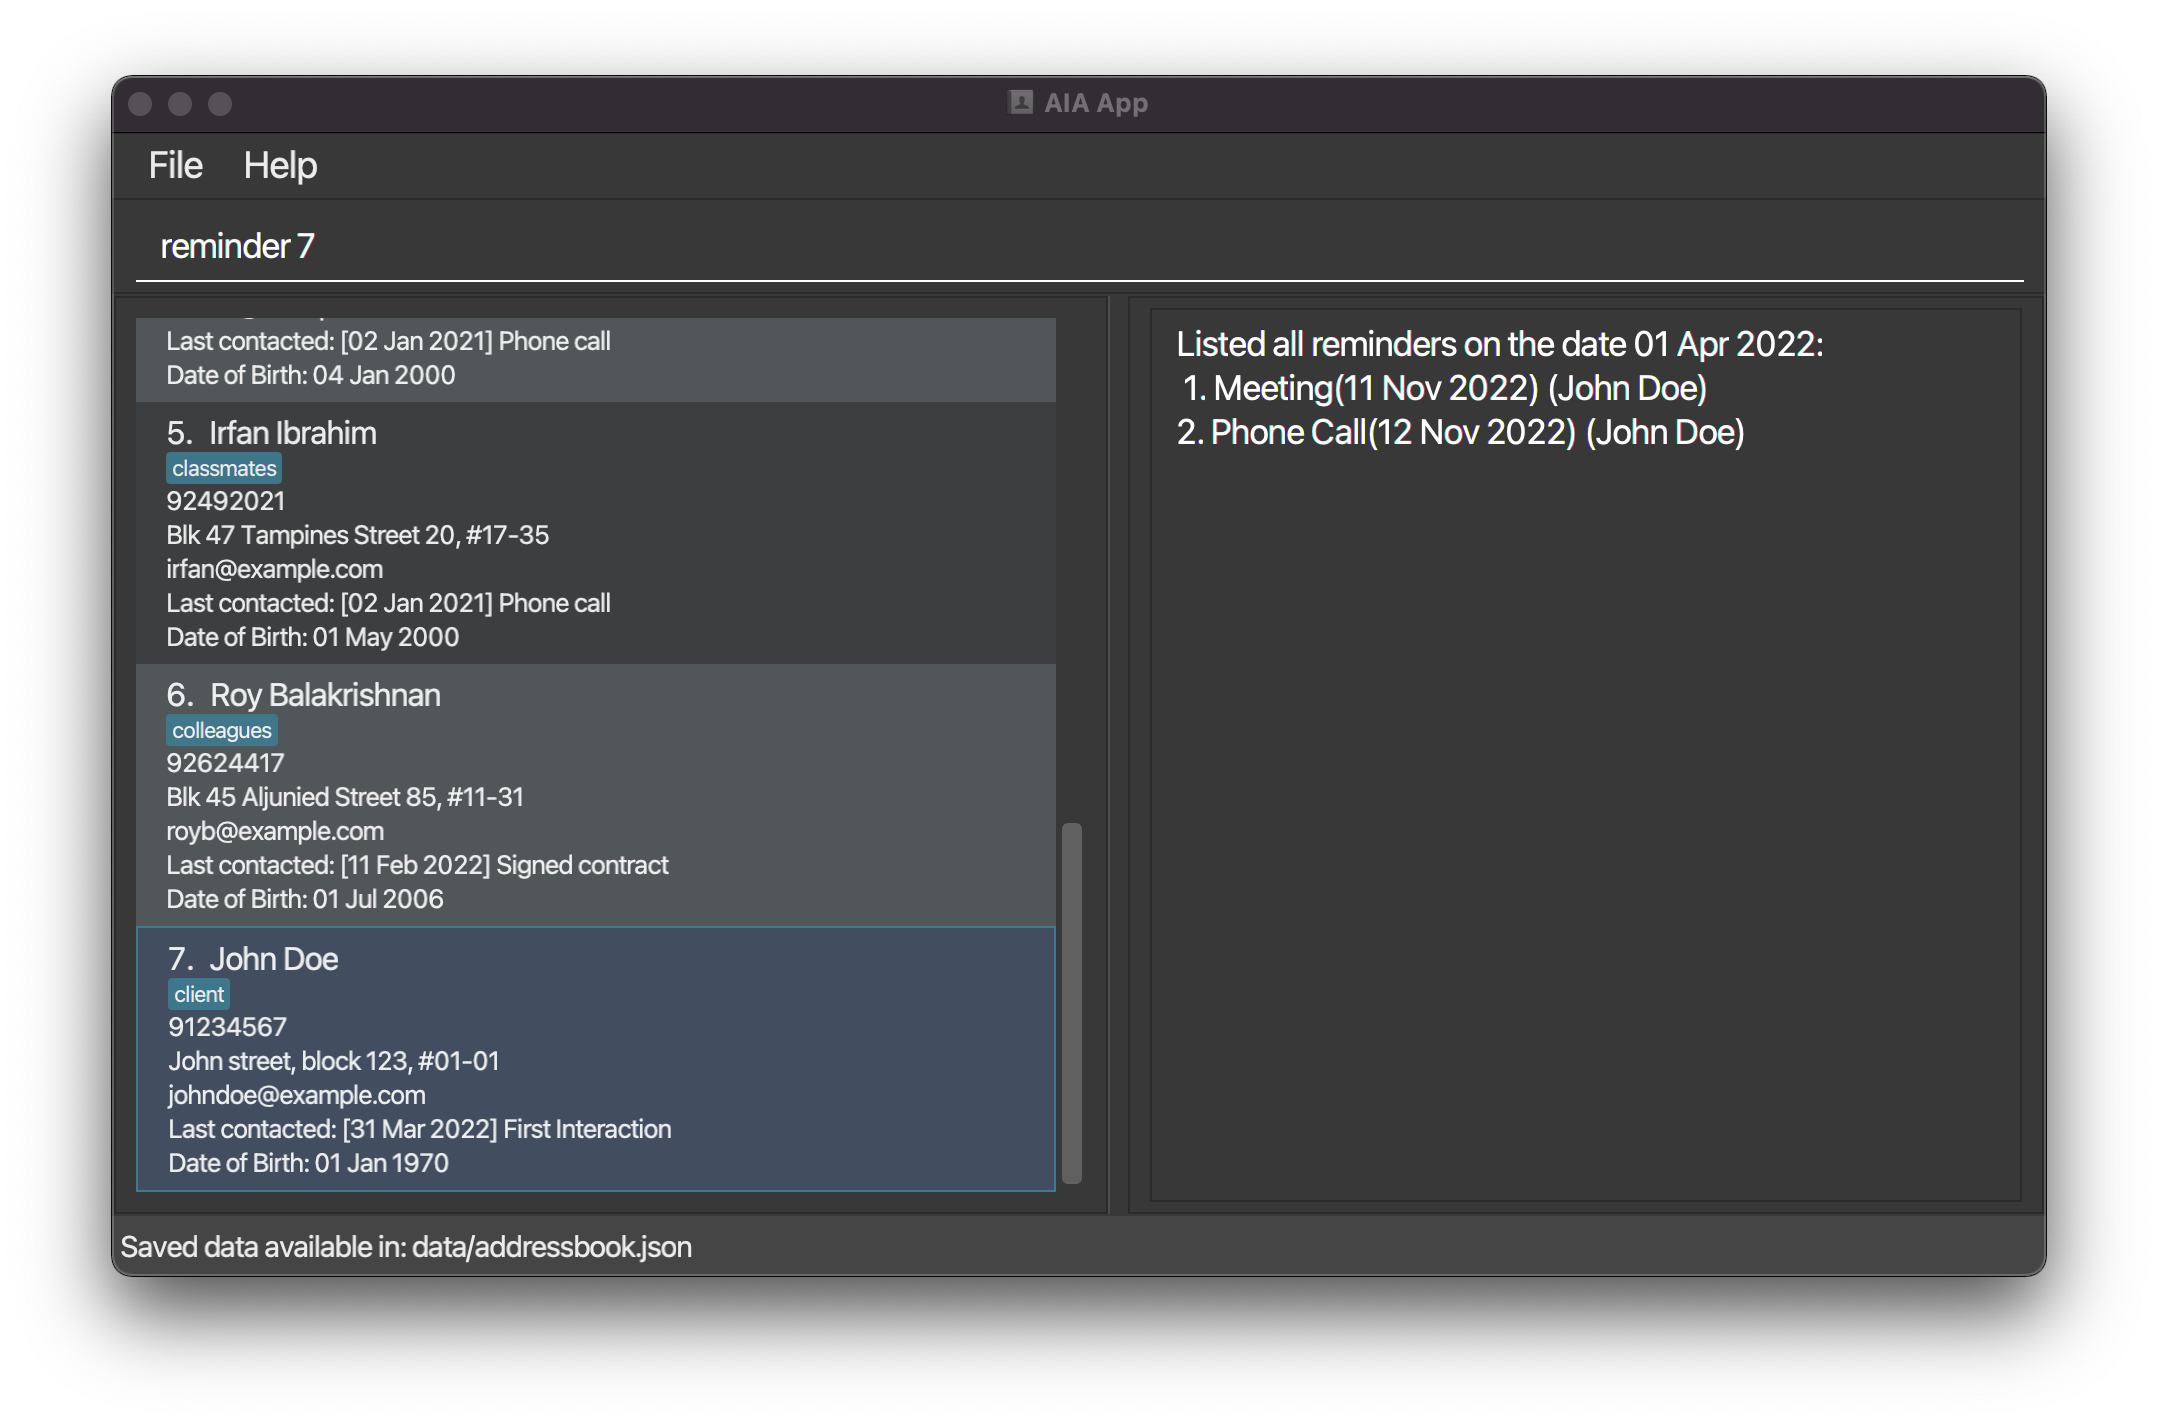 AIA App
File Help
reminder 7
Last contacted: [02 Jan 2021] Phone call
Date of Birth: 04 Jan 2000
5. Irfan Ibrahim
classmates
92492021
Blk 47 Tampines Street 20, #17-35
irfan@example.com
Last contacted: [02 Jan 2021] Phone call
Date of Birth: 01 May 2000
6. Roy Balakrishnan
colleagues
92624417
Blk 45 Aljunied Street 85, #11-31
royb@example.com
Last contacted: [11 Feb 2022] Signed contract
Date of Birth: 01 Jul 2006
7. John Doe
client
91234567
John street, block 123, #01-01
johndoe@example.com
Last contacted: [31 Mar 2022] First Interaction
Date of Birth: 01 Jan 1970
Listed all reminders on the date 01 Apr 2022:
1. Meeting(11 Nov 2022) (John Doe)
2. Phone Call(12 Nov 2022) (John Doe)
Saved data available in: data/addressbook.json